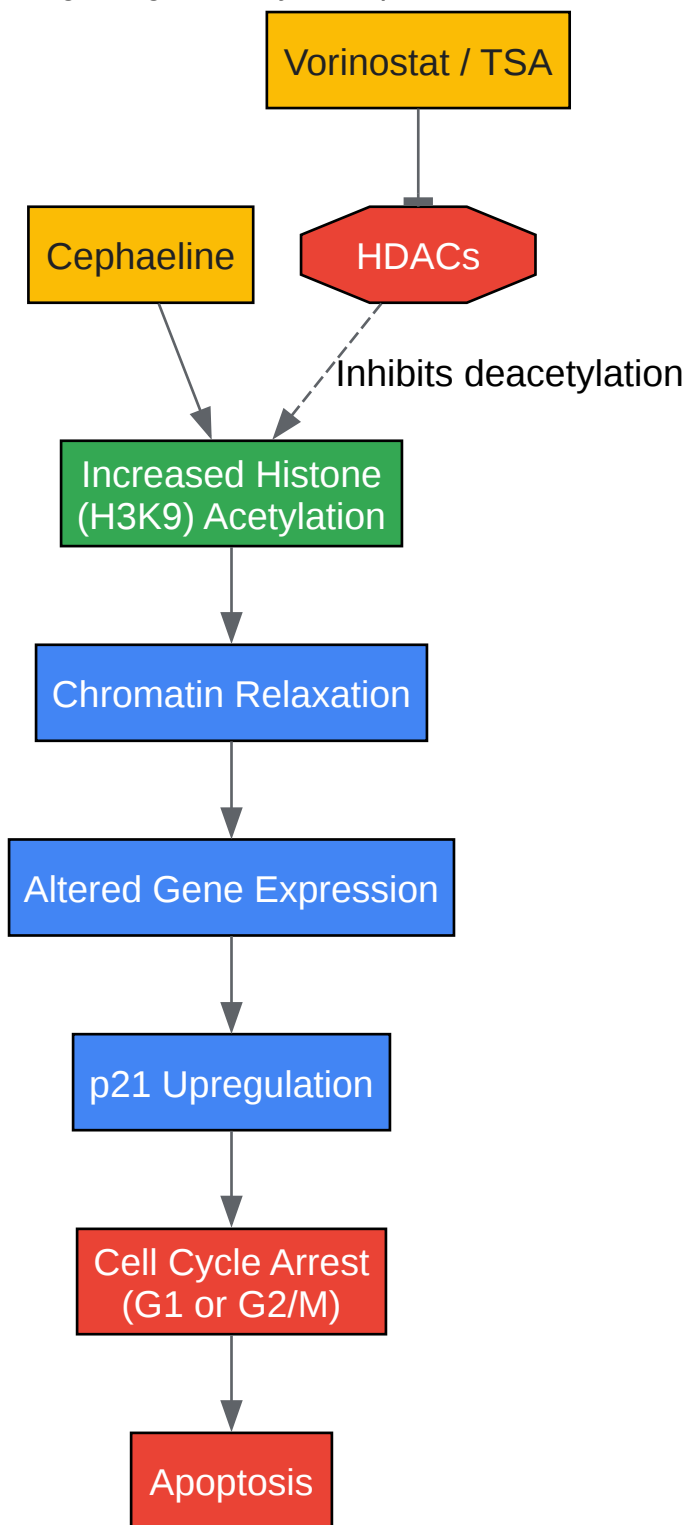 Vorinostat / TSA
Cephaeline
HDACs
Inhibits deacetylation
Increased Histone
(H3K9) Acetylation
Chromatin Relaxation
Altered Gene Expression
p21 Upregulation
Cell Cycle Arrest
(G1 or G2/M)
Apoptosis